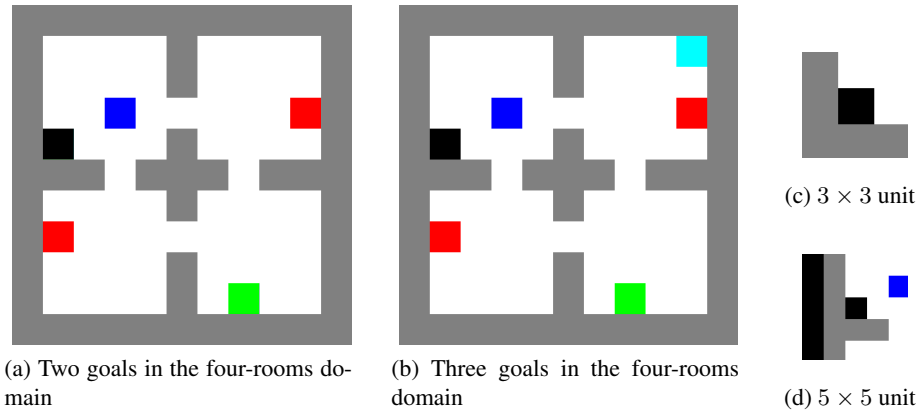 (a) Two goals in the four-rooms do-
main
(b) Three goals in the four-rooms
domain
(c) 3 × 3 unit
(d) 5 × 5 unit